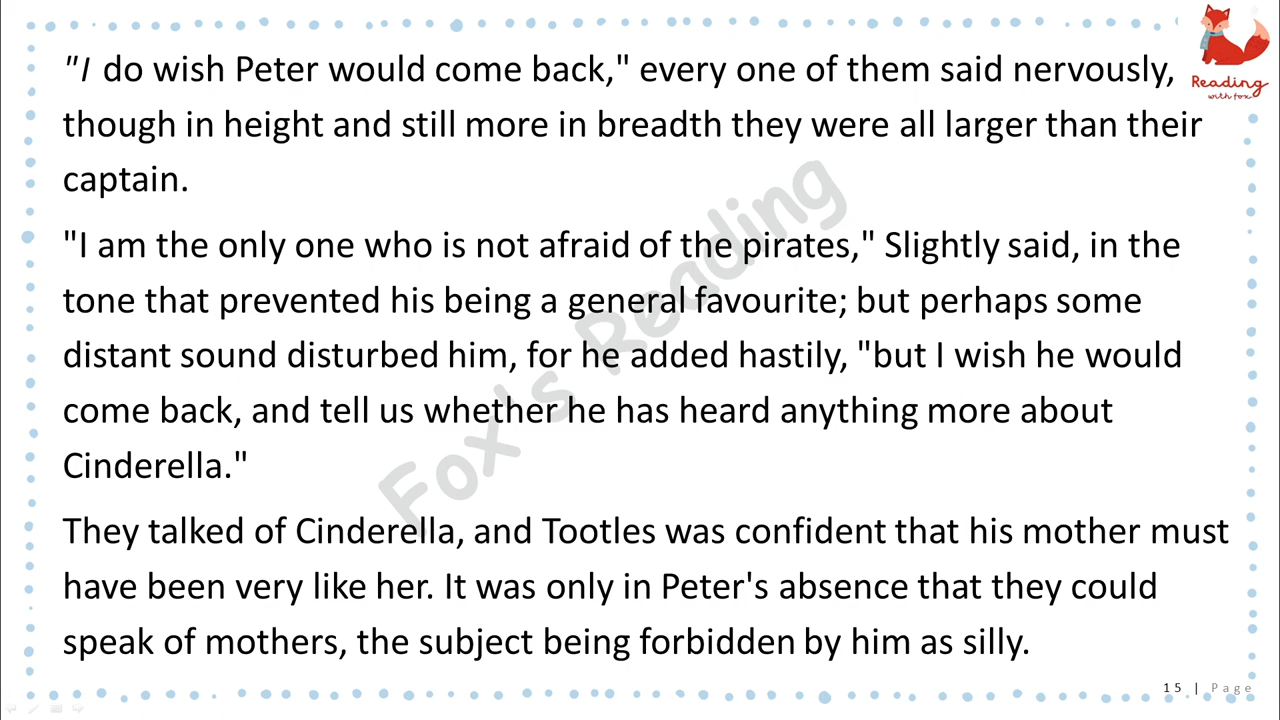 "I do wish Peter would come back," every one of them said nervously,
though in height and still more in breadth they were all larger than their
captain.
"I am the only one who is not afraid of the pirates," Slightly said, in the
tone that prevented his being a general favourite; but perhaps some
distant sound disturbed him, for he added hastily, "but I wish he would
come back, and tell us whether he has heard anything more about
Cinderella."
They talked of Cinderella, and Tootles was confident that his mother must
have been very like her. It was only in Peter's absence that they could
speak of mothers, the subject being forbidden by him as silly.
Reading
with fox
Fox's Reading
15 | Page